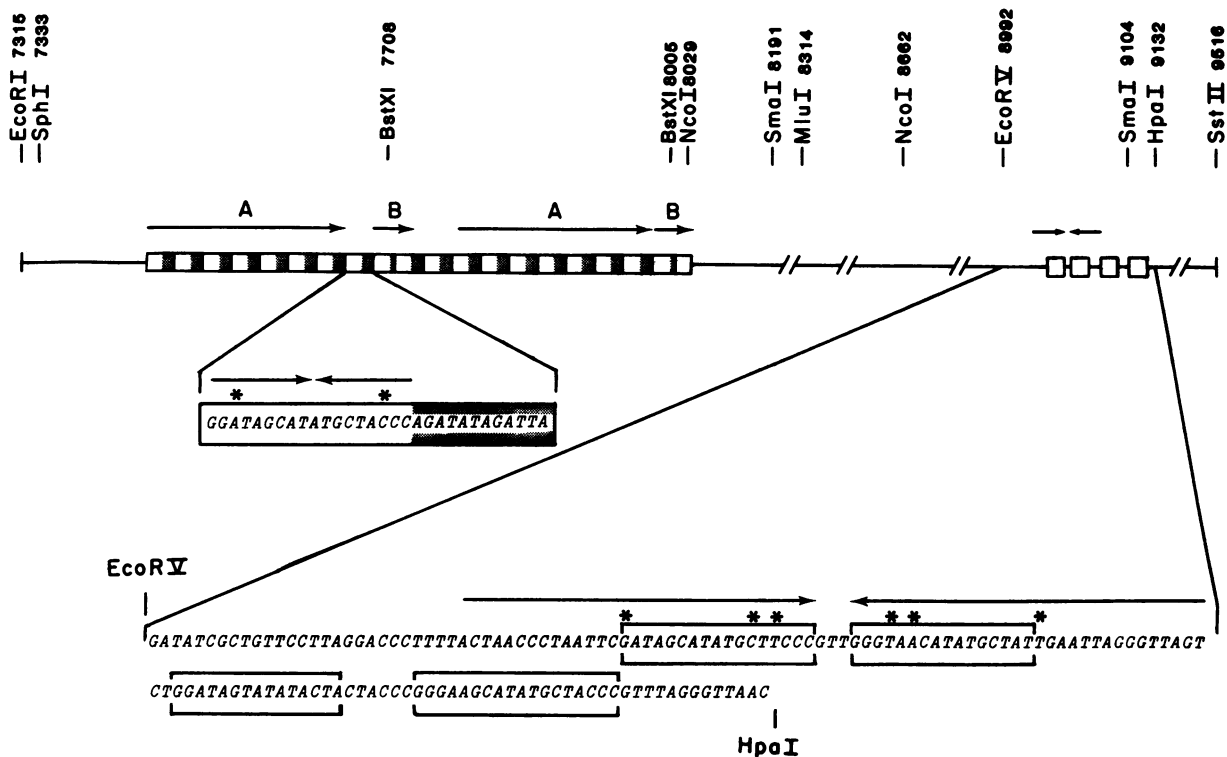 EcoRI 7315
SphI 7333
BstXI 7708
BstXI 8005
NcoI 8029
SmaI 8191
MluI 8314
NcoI 8662
EcoRV 8992
SmaI 9104
HpaI 9132
SstII 9516
A B A B
* *
GGATAGCATATGCTACCCAGATATAGATTA
EcoRV
* * * * * *
GATATCGCTGTTCCTTAGGACCCTTTTACTAACCCTAATTCGATAGCATATGCTTCCCGTTGGGTAACATATGCTATTGAATTAGGGTTAGT
CTGGATAGTATATACTACTACCCGGGAAGCATATGCTACCCGTTTAGGGTTAAC
HpaI